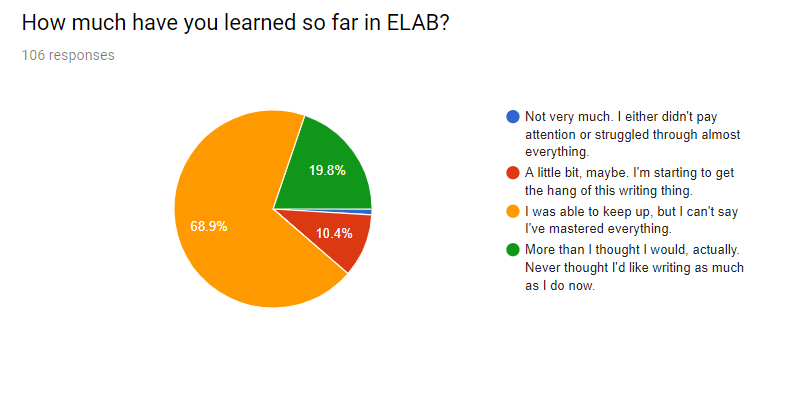 How much have you learned so far in ELAB?
106 responses
19.8%
68.9%
10.4%
Not very much. I either didn't pay
attention or struggled through almost
everything.
A little bit, maybe. I'm starting to get
the hang of this writing thing.
I was able to keep up, but I can't say
I've mastered everything.
More than I thought I would, actually.
Never thought I'd like writing as much
as I do now.